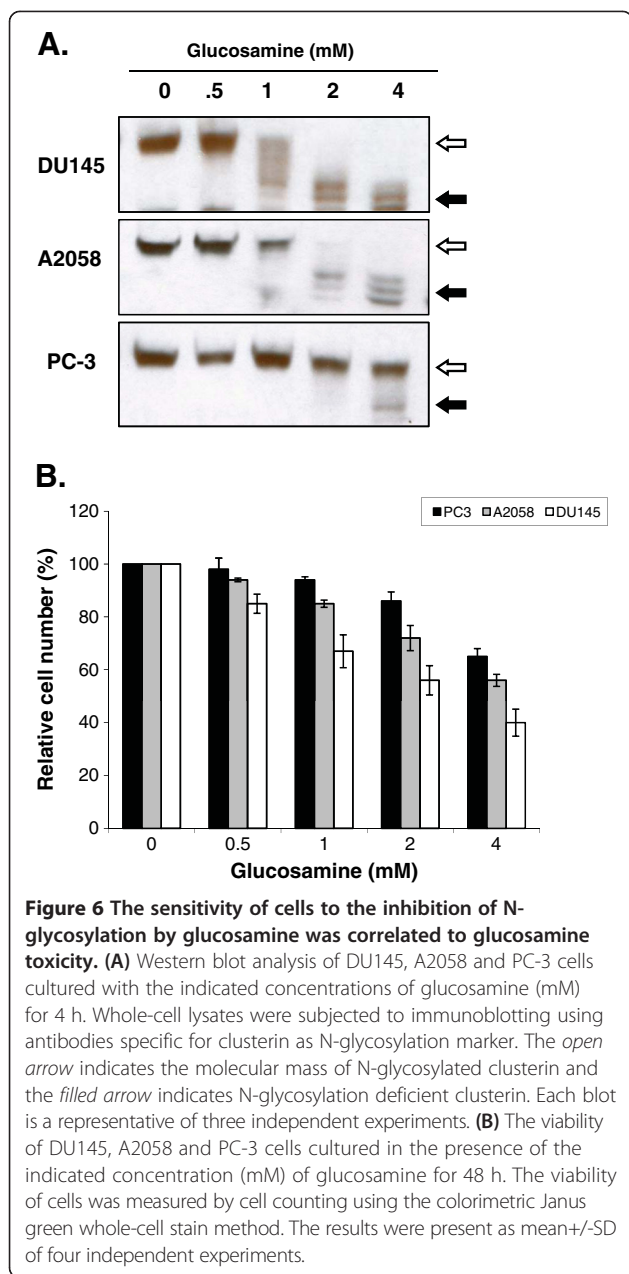 A.
Glucosamine (mM)
0 .5 1 2 4
DU145
A2058
PC-3
B.
120
100
80
60
40
20
0
Relative cell number (%)
PC3 A2058 DU145
0 0.5 1 2 4
Glucosamine (mM)
Figure 6 The sensitivity of cells to the inhibition of N-
glycosylation by glucosamine was correlated to glucosamine
toxicity. (A) Western blot analysis of DU145, A2058 and PC-3 cells
cultured with the indicated concentrations of glucosamine (mM)
for 4 h. Whole-cell lysates were subjected to immunoblotting using
antibodies specific for clusterin as N-glycosylation marker. The open
arrow indicates the molecular mass of N-glycosylated clusterin and
the filled arrow indicates N-glycosylation deficient clusterin. Each blot
is a representative of three independent experiments. (B) The viability
of DU145, A2058 and PC-3 cells cultured in the presence of the
indicated concentration (mM) of glucosamine for 48 h. The viability
of cells was measured by cell counting using the colorimetric Janus
green whole-cell stain method. The results were present as mean+/-SD
of four independent experiments.